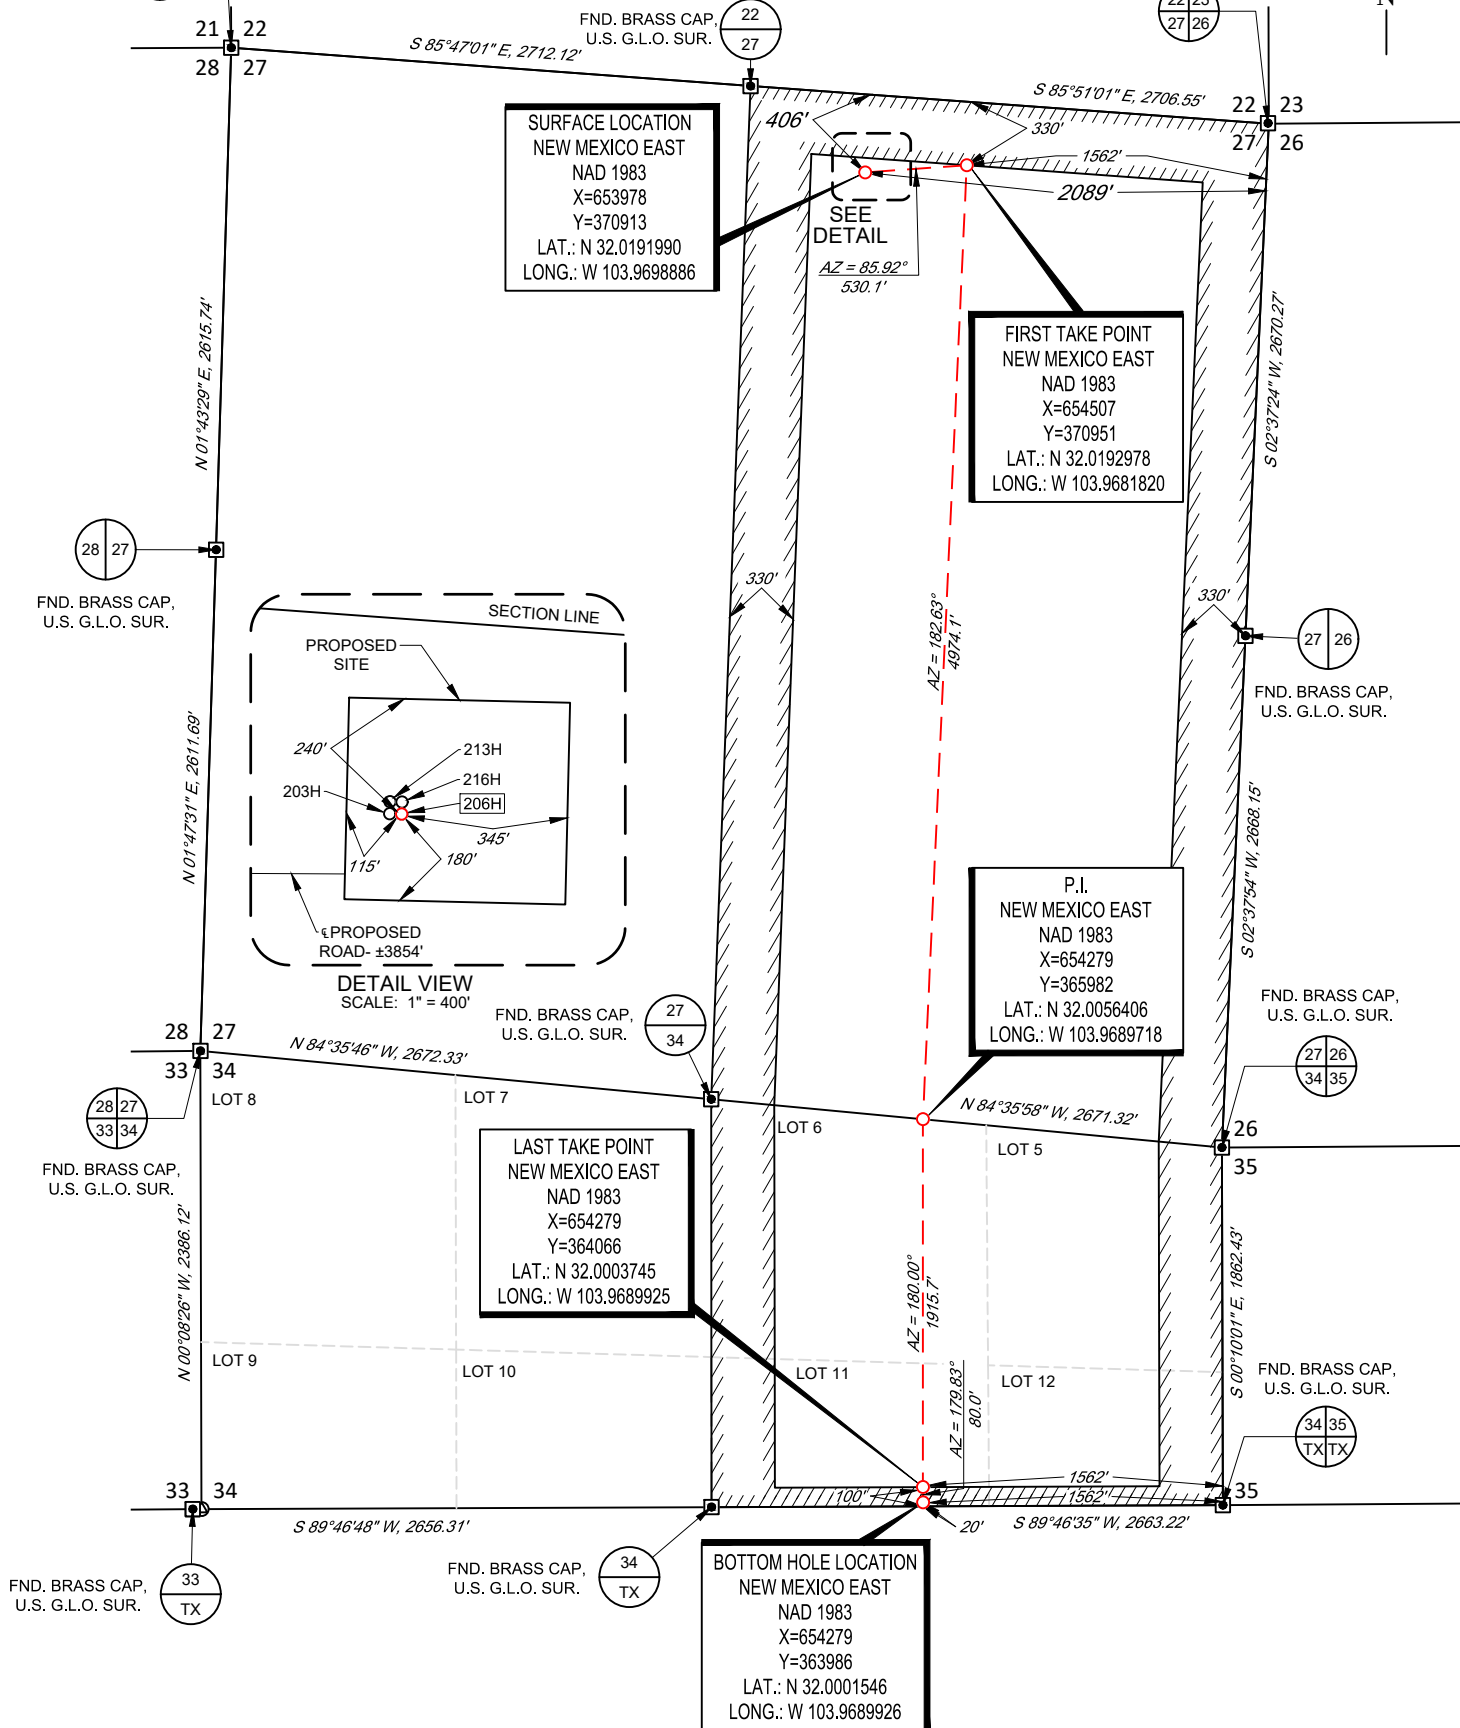 21 22
28 27
S 85°47'01" E, 2712.12'
FND. BRASS CAP,
U.S. G.L.O. SUR.
22
27
22 23
27 26
N
S 85°51'01" E, 2706.55'
22 23
27 26
406'
330'
1562'
2089'
SURFACE LOCATION
NEW MEXICO EAST
NAD 1983
X=653978
Y=370913
LAT.: N 32.0191990
LONG.: W 103.9698886
SEE
DETAIL
AZ = 85.92°
530.1'
FIRST TAKE POINT
NEW MEXICO EAST
NAD 1983
X=654507
Y=370951
LAT.: N 32.0192978
LONG.: W 103.9681820
N 01°43'29" E, 2615.74'
S 02°37'24" W, 2670.27'
28 27
FND. BRASS CAP,
U.S. G.L.O. SUR.
330'
330'
27 26
FND. BRASS CAP,
U.S. G.L.O. SUR.
AZ = 182.63°
4974.1'
SECTION LINE
PROPOSED
SITE
240'
213H
216H
203H
206H
345'
115'
180'
℄PROPOSED
ROAD- ±3854'
DETAIL VIEW
SCALE: 1" = 400'
N 01°47'31" E, 2611.69'
S 02°37'54" W, 2668.15'
P.I.
NEW MEXICO EAST
NAD 1983
X=654279
Y=365982
LAT.: N 32.0056406
LONG.: W 103.9689718
FND. BRASS CAP,
U.S. G.L.O. SUR.
27
34
FND. BRASS CAP,
U.S. G.L.O. SUR.
27 26
34 35
28 27
33 34
N 84°35'46" W, 2672.33'
N 84°35'58" W, 2671.32'
28 27
33 34
FND. BRASS CAP,
U.S. G.L.O. SUR.
LOT 8
LOT 7
LOT 6
LOT 5
26
35
LAST TAKE POINT
NEW MEXICO EAST
NAD 1983
X=654279
Y=364066
LAT.: N 32.0003745
LONG.: W 103.9689925
N 00°08'26" W, 2386.12'
AZ = 180.00°
1915.7'
S 00°10'01" E, 1862.43'
LOT 9
LOT 10
LOT 11
LOT 12
AZ = 179.83°
80.0'
FND. BRASS CAP,
U.S. G.L.O. SUR.
34 35
TX TX
1562'
100'
1562'
20'
33 34
35
S 89°46'48" W, 2656.31'
S 89°46'35" W, 2663.22'
FND. BRASS CAP,
U.S. G.L.O. SUR.
33
TX
FND. BRASS CAP,
U.S. G.L.O. SUR.
34
TX
BOTTOM HOLE LOCATION
NEW MEXICO EAST
NAD 1983
X=654279
Y=363986
LAT.: N 32.0001546
LONG.: W 103.9689926